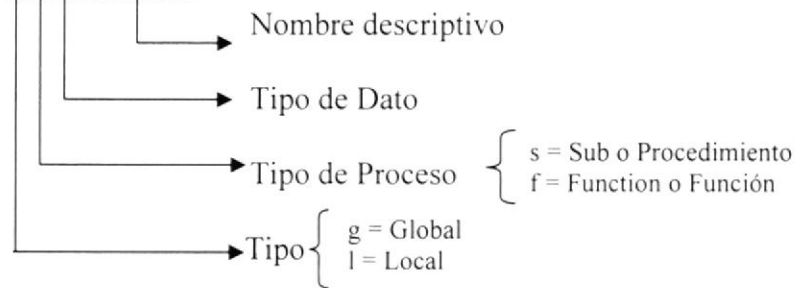 Nombre descriptivo
Tipo de Dato
Tipo de Proceso
s = Sub o Procedimiento
f = Function o Función
Tipo
g = Global
l = Local